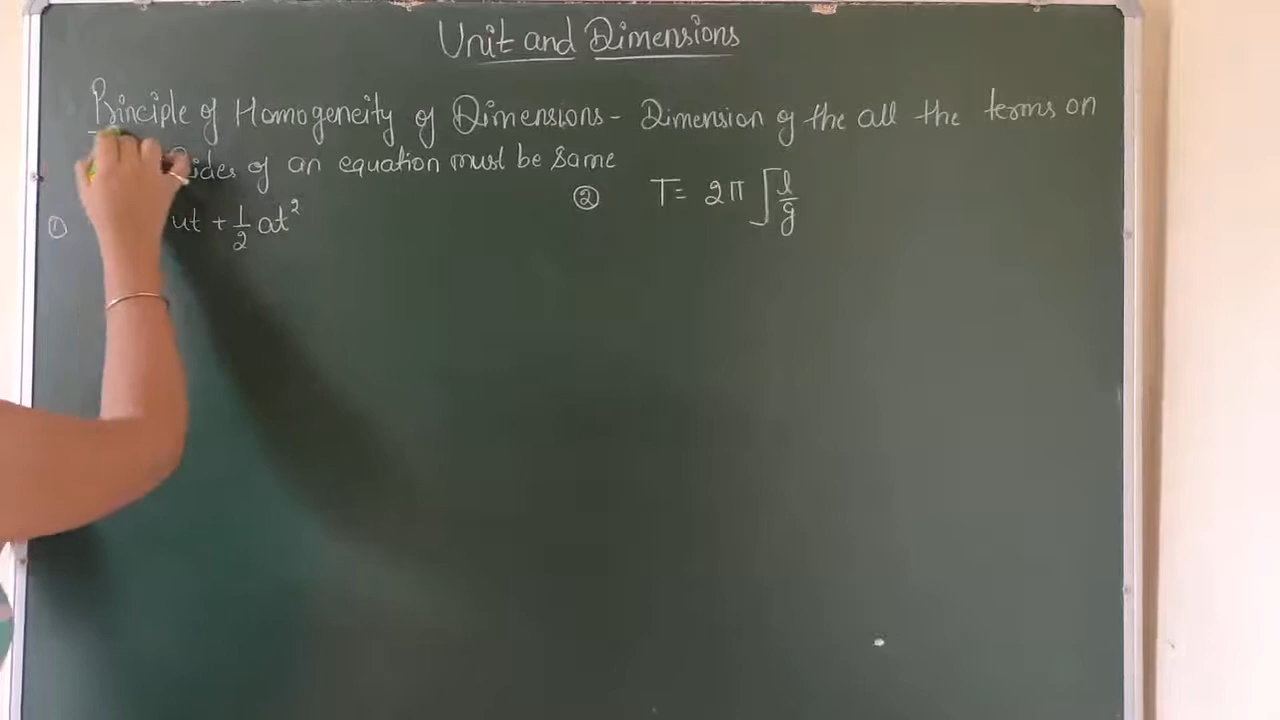 Unit and Dimensions
Principle of Homogeneity of Dimensions - Dimension of the all the terms on
Sides of an equation must be same
① ut + 1/2 at²
② T = 2π √l/g